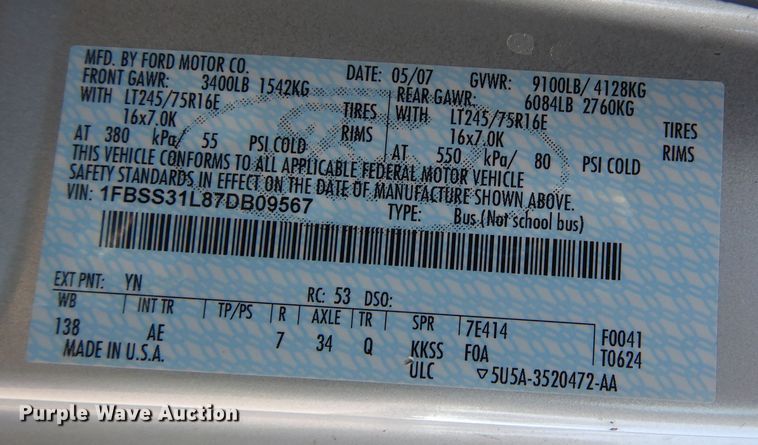 MFD. BY FORD MOTOR CO.
DATE: 05/07 GVWR: 9100LB/ 4128KG
FRONT GAWR: 3400LB 1542KG REAR GAWR: 6084LB 2760KG
WITH LT245/75R16E TIRES WITH LT245/75R16E TIRES
16x7.0K RIMS 16x7.0K RIMS
AT 380 kPa/ 55 PSI COLD AT 550 kPa/ 80 PSI COLD
THIS VEHICLE CONFORMS TO ALL APPLICABLE FEDERAL MOTOR VEHICLE
SAFETY STANDARDS IN EFFECT ON THE DATE OF MANUFACTURE SHOWN ABOVE.
VIN: 1FBSS31L87DB09567 TYPE: Bus (Not school bus)
EXT PNT: YN RC: 53 DSO:
WB INT TR TP/PS R AXLE TR SPR 7E414 F0041
138 AE 7 34 Q KKSS FOA T0624
MADE IN U.S.A. ULC ▽5U5A-3520472-AA
Purple Wave Auction